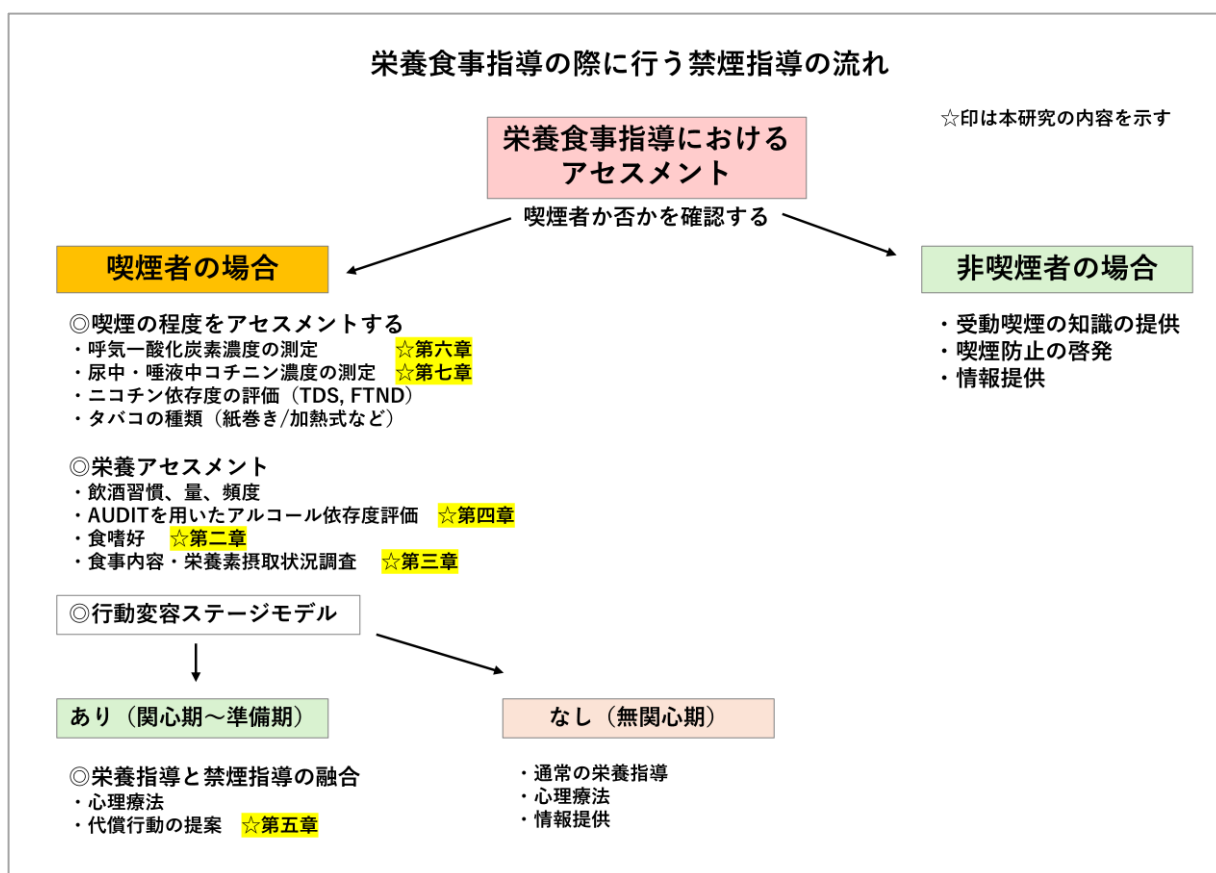 栄養食事指導の際に行う禁煙指導の流れ
☆印は本研究の内容を示す
栄養食事指導における
アセスメント
喫煙者か否かを確認する
喫煙者の場合
◎喫煙の程度をアセスメントする
・呼気一酸化炭素濃度の測定 ☆第六章
・尿中・唾液中コチニン濃度の測定 ☆第七章
・ニコチン依存度の評価（TDS, FTND）
・タバコの種類（紙巻き/加熱式など）
◎栄養アセスメント
・飲酒習慣、量、頻度
・AUDITを用いたアルコール依存度評価 ☆第四章
・食嗜好 ☆第二章
・食事内容・栄養素摂取状況調査 ☆第三章
◎行動変容ステージモデル
あり（関心期～準備期）
◎栄養指導と禁煙指導の融合
・心理療法
・代償行動の提案 ☆第五章
なし（無関心期）
・通常の栄養指導
・心理療法
・情報提供
非喫煙者の場合
・受動喫煙の知識の提供
・喫煙防止の啓発
・情報提供